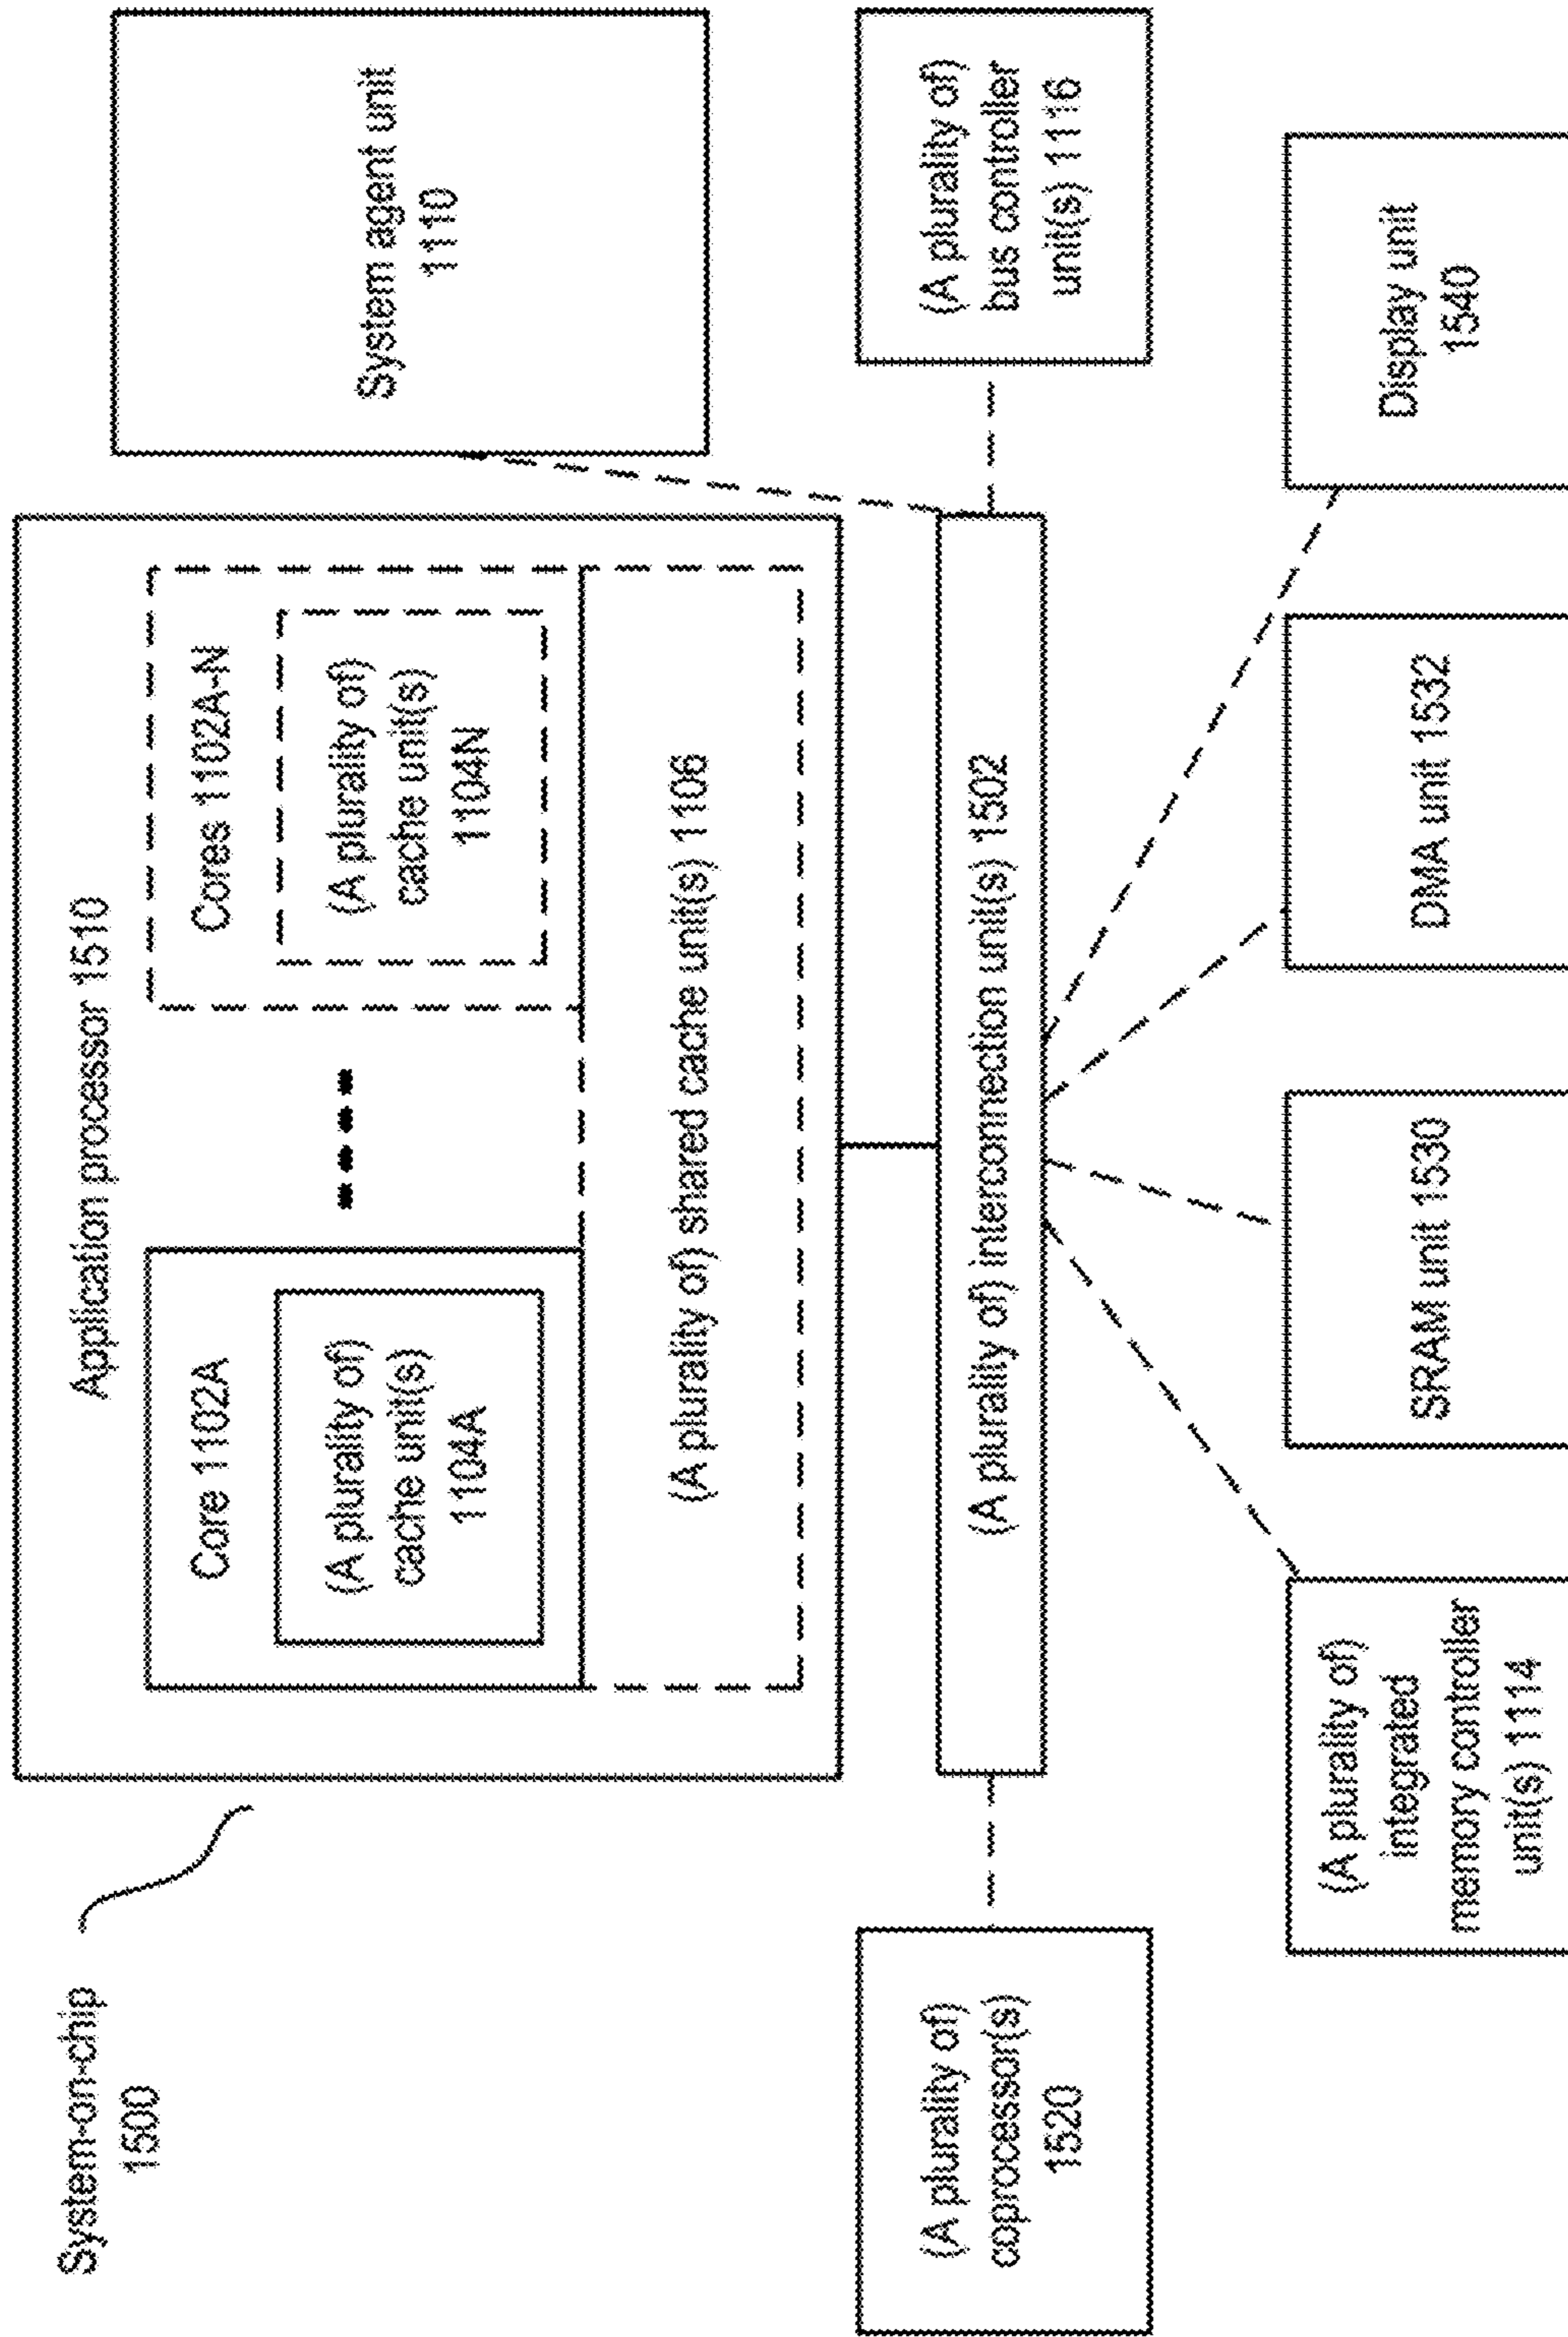 System-on-chip
1500
Application processor 1510
Core 1102A
(A plurality of)
cache unit(s)
1104A
Cores 1102A-N
(A plurality of)
cache unit(s)
1104N
(A plurality of) shared cache unit(s) 1106
System agent unit
1110
(A plurality of)
coprocessor(s)
1520
(A plurality of) interconnection unit(s) 1502
(A plurality of)
bus controller
unit(s) 1116
(A plurality of)
integrated
memory controller
unit(s) 1114
SRAM unit 1530
DMA unit 1532
Display unit
1540